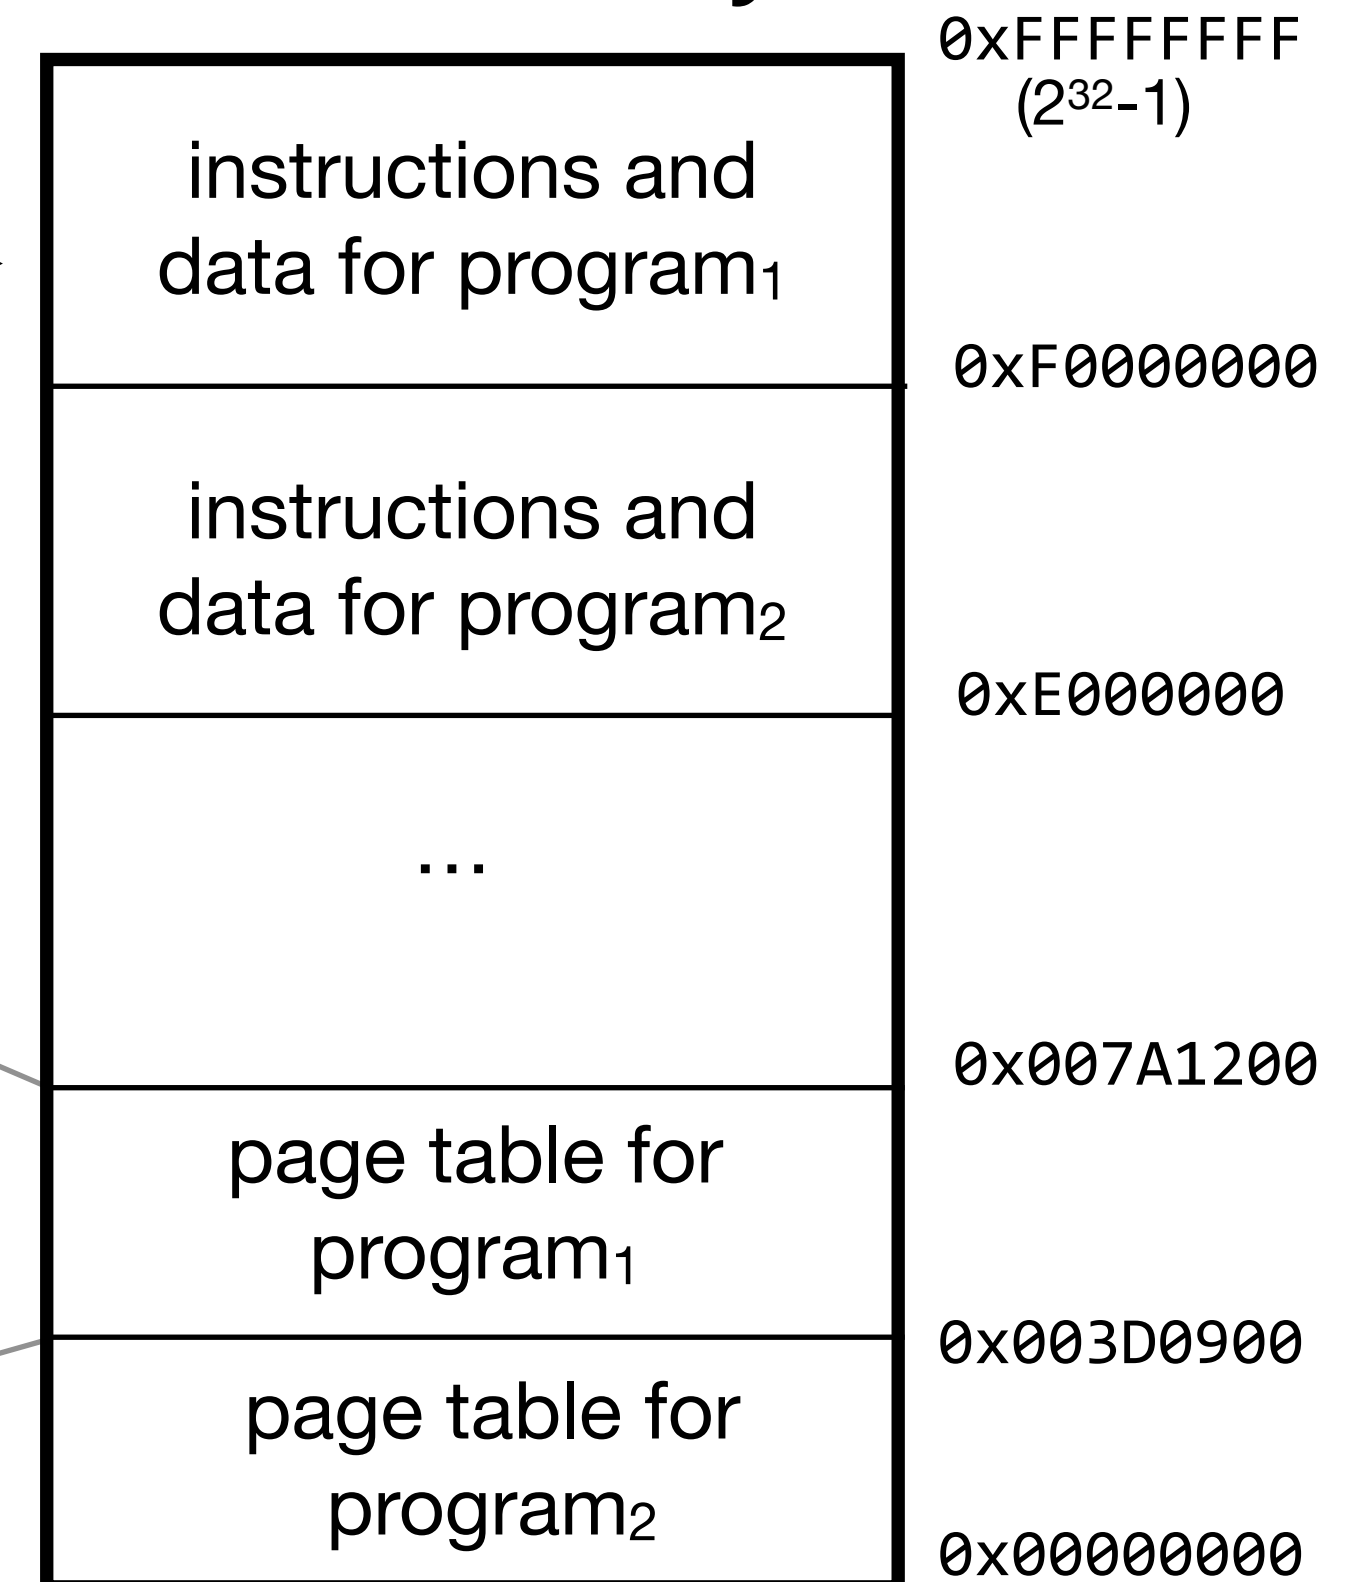 0xFFFFFFFF
(2³²-1)
instructions and
data for program₁
0xF0000000
instructions and
data for program₂
0xE000000
...
0x007A1200
page table for
program₁
0x003D0900
page table for
program₂
0x00000000